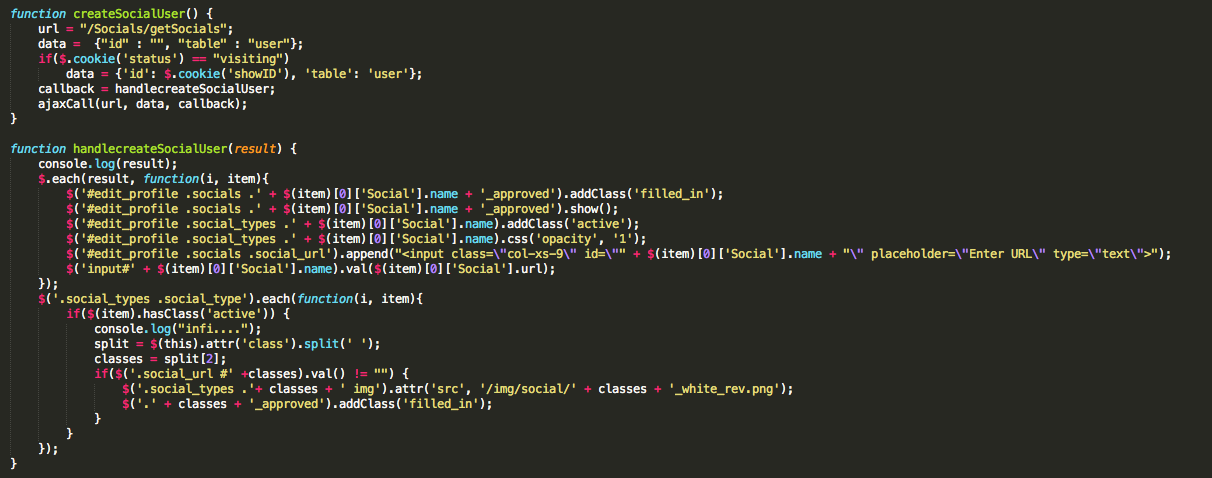 function createSocialUser() {
    url = "/Socials/getSocials";
    data =  {"id" : "", "table" : "user"};
    if($.cookie('status') == "visiting")
        data = {'id': $.cookie('showID'), 'table': 'user'};
    callback = handlecreateSocialUser;
    ajaxCall(url, data, callback);
}

function handlecreateSocialUser(result) {
    console.log(result);
    $.each(result, function(i, item){
        $('#edit_profile .socials .' + $(item)[0]['Social'].name + '_approved').addClass('filled_in');
        $('#edit_profile .socials .' + $(item)[0]['Social'].name + '_approved').show();
        $('#edit_profile .social_types .' + $(item)[0]['Social'].name).addClass('active');
        $('#edit_profile .social_types .' + $(item)[0]['Social'].name).css('opacity', '1');
        $('#edit_profile .socials .social_url').append("<input class=\"col-xs-9\" id=\"" + $(item)[0]['Social'].name + "\" placeholder=\"Enter URL\" type=\"text\">");
        $('input#' + $(item)[0]['Social'].name).val($(item)[0]['Social'].url);
    });
    $('.social_types .social_type').each(function(i, item){
        if($(item).hasClass('active')) {
            console.log("infi....");
            split = $(this).attr('class').split(' ');
            classes = split[2];
            if($('.social_url #' +classes).val() != "") {
                $('.social_types .'+ classes + ' img').attr('src', '/img/social/' + classes + '_white_rev.png');
                $('.' + classes + '_approved').addClass('filled_in');
            }
        }
    });
}